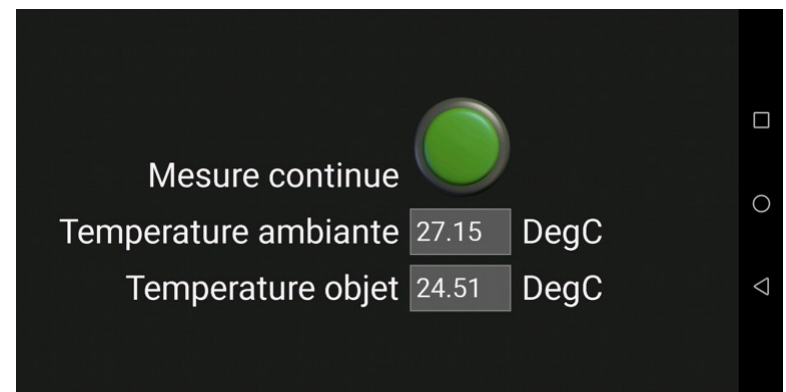 Mesure continue
Temperature ambiante 27.15 DegC
Temperature objet 24.51 DegC